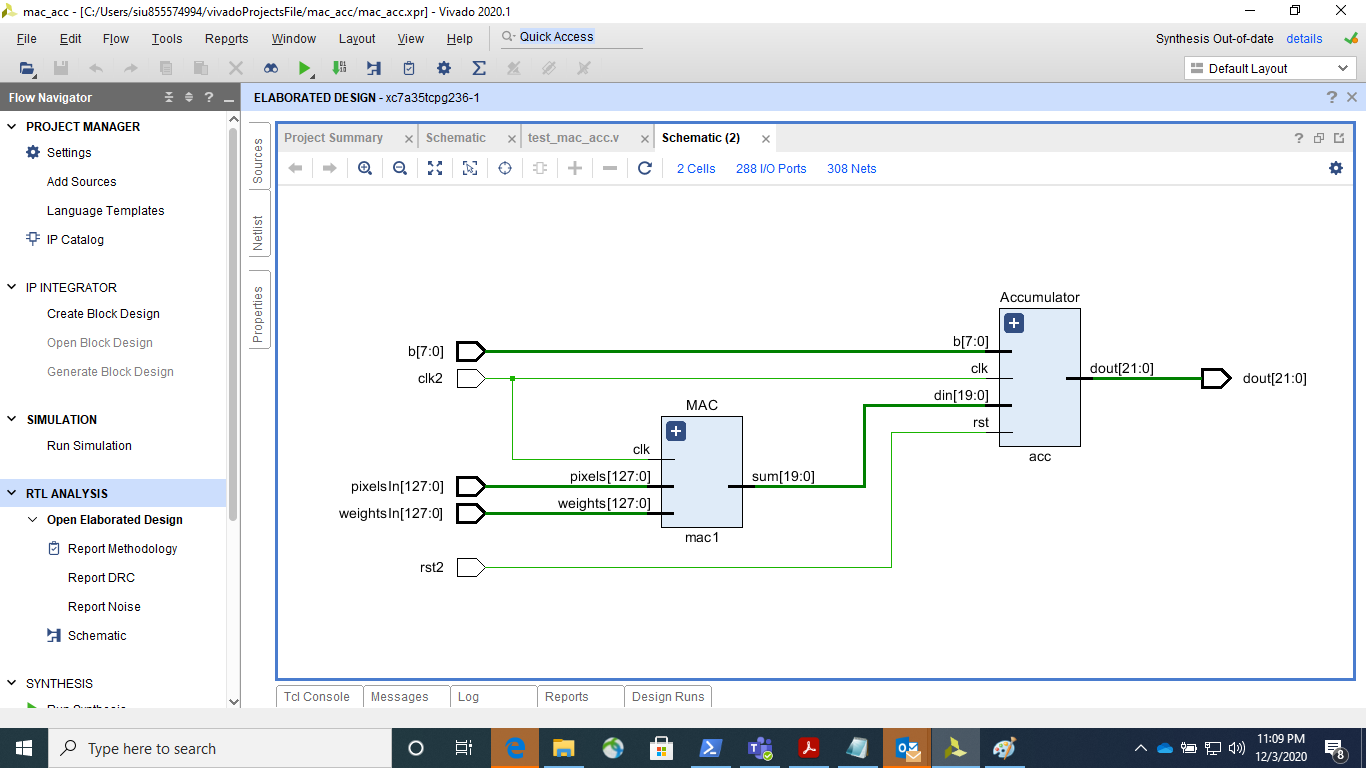 mac_acc - [C:/Users/siu855574994/vivadoProjectsFile/mac_acc/mac_acc.xpr] - Vivado 2020.1
File Edit Flow Tools Reports Window Layout View Help Quick Access
Synthesis Out-of-date details
Default Layout
Flow Navigator
PROJECT MANAGER
Settings
Add Sources
Language Templates
IP Catalog
IP INTEGRATOR
Create Block Design
Open Block Design
Generate Block Design
SIMULATION
Run Simulation
RTL ANALYSIS
Open Elaborated Design
Report Methodology
Report DRC
Report Noise
Schematic
SYNTHESIS
Run Synthesis
ELABORATED DESIGN - xc7a35tcpg236-1
Sources
Netlist
Properties
Project Summary Schematic test_mac_acc.v Schematic (2)
2 Cells 288 I/O Ports 308 Nets
Accumulator
b[7:0] b[7:0]
clk2 clk dout[21:0] dout[21:0]
din[19:0]
MAC
rst
clk
acc
pixelsIn[127:0] pixels[127:0] sum[19:0]
weightsIn[127:0] weights[127:0]
mac1
rst2
Tcl Console Messages Log Reports Design Runs
Type here to search
11:09 PM
12/3/2020
8